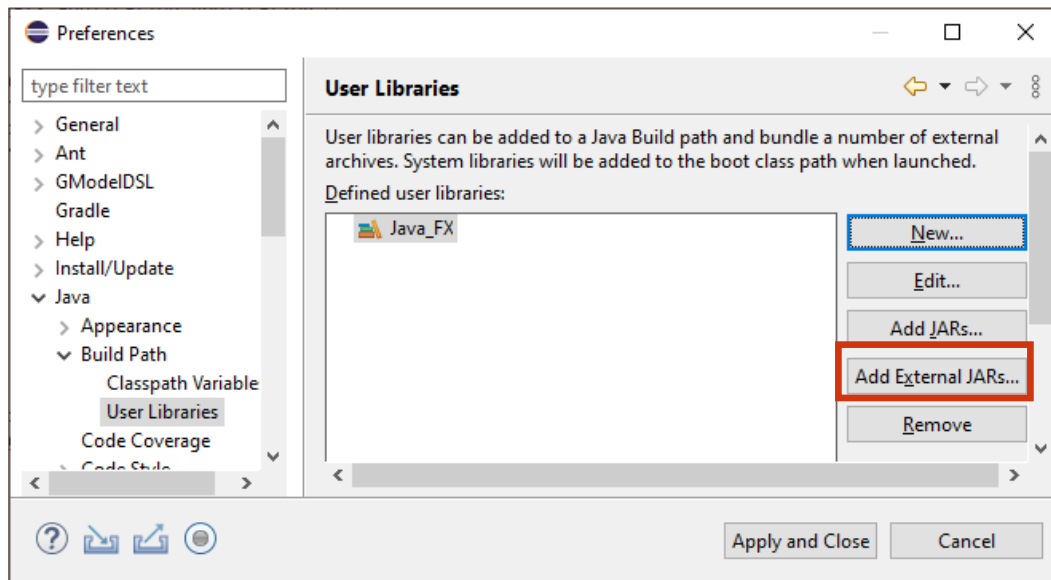 Preferences
type filter text
General
Ant
GModelDSL
Gradle
Help
Install/Update
Java
Appearance
Build Path
Classpath Variable
User Libraries
Code Coverage
Code Style
User Libraries
User libraries can be added to a Java Build path and bundle a number of external
archives. System libraries will be added to the boot class path when launched.
Defined user libraries:
Java_FX
New...
Edit...
Add JARs...
Add External JARs...
Remove
?
Apply and Close
Cancel